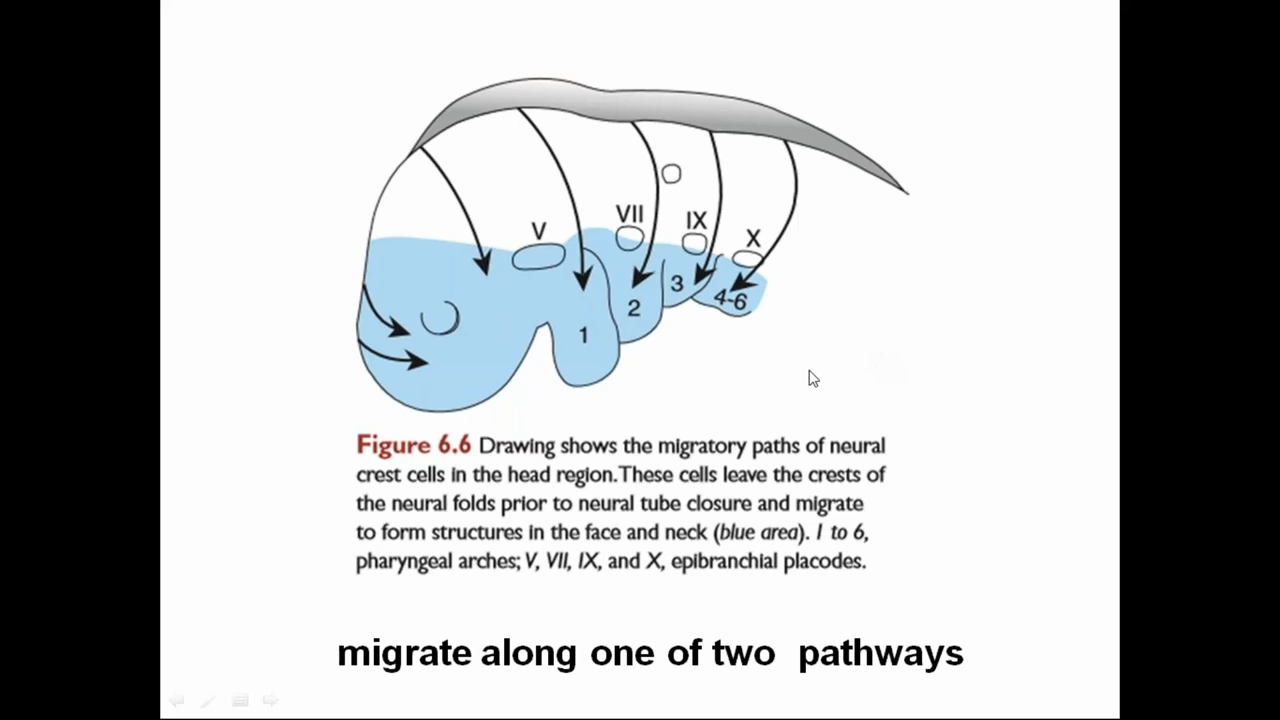 V
VII
IX
X
1
2
3
4-6
Figure 6.6 Drawing shows the migratory paths of neural
crest cells in the head region. These cells leave the crests of
the neural folds prior to neural tube closure and migrate
to form structures in the face and neck (blue area). 1 to 6,
pharyngeal arches; V, VII, IX, and X, epibranchial placodes.
migrate along one of two pathways